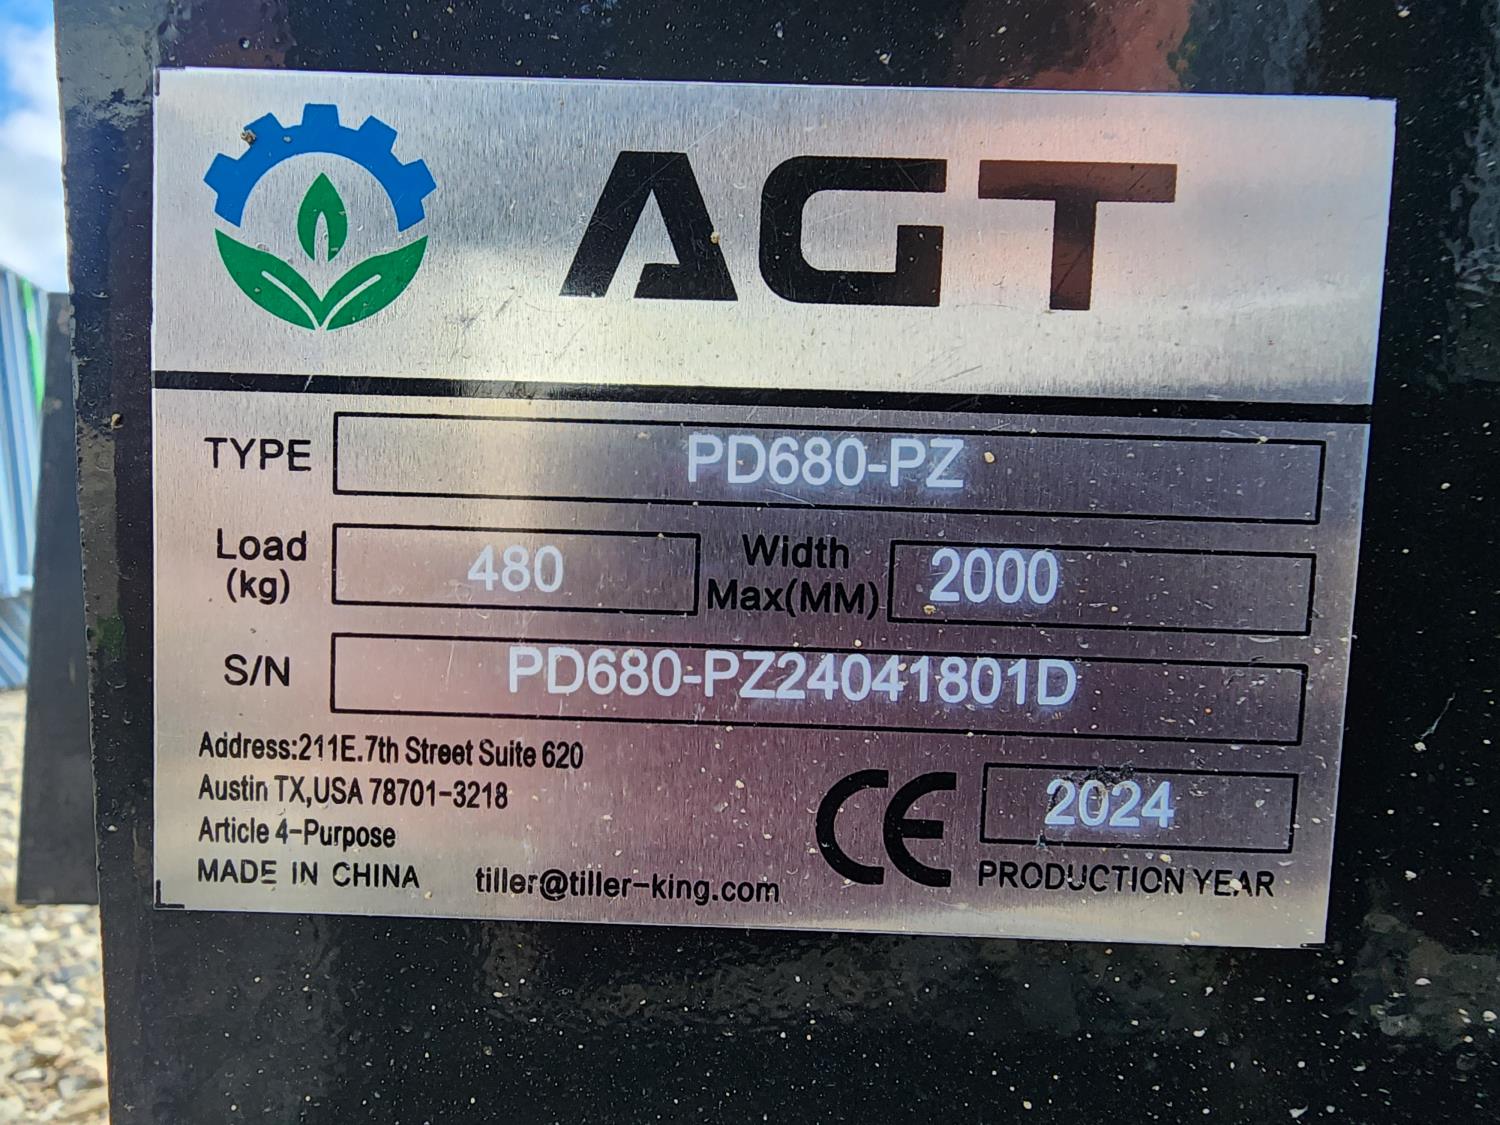 AGT
TYPE PD680-PZ
Load (kg) 480 Width Max(MM) 2000
S/N PD680-PZ24041801D
Address:211E.7th Street Suite 620
Austin TX,USA 78701-3218
Article 4-Purpose
MADE IN CHINA tiller@tiller-king.com
CE 2024
PRODUCTION YEAR